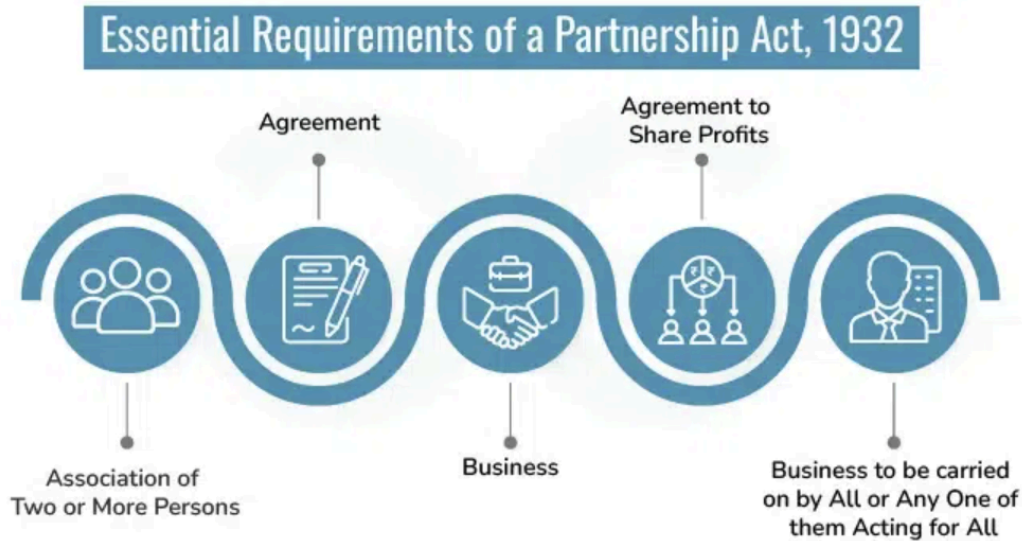 Essential Requirements of a Partnership Act, 1932
Agreement
Agreement to
Share Profits
Association of
Two or More Persons
Business
Business to be carried
on by All or Any One of
them Acting for All